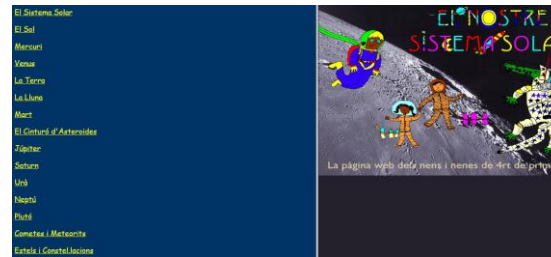 El Sistema Solar
El Sol
Mercuri
Venus
La Terra
La Lluna
Mart
El Cinturó d'Asteroides
Júpiter
Saturn
Urà
Neptú
Plutó
Cometes i Meteorits
Estels i Constel.lacions
El NOSTRE
SiSTEMA SOLA
La pàgina web dels nens i nenes de 4rt de prim